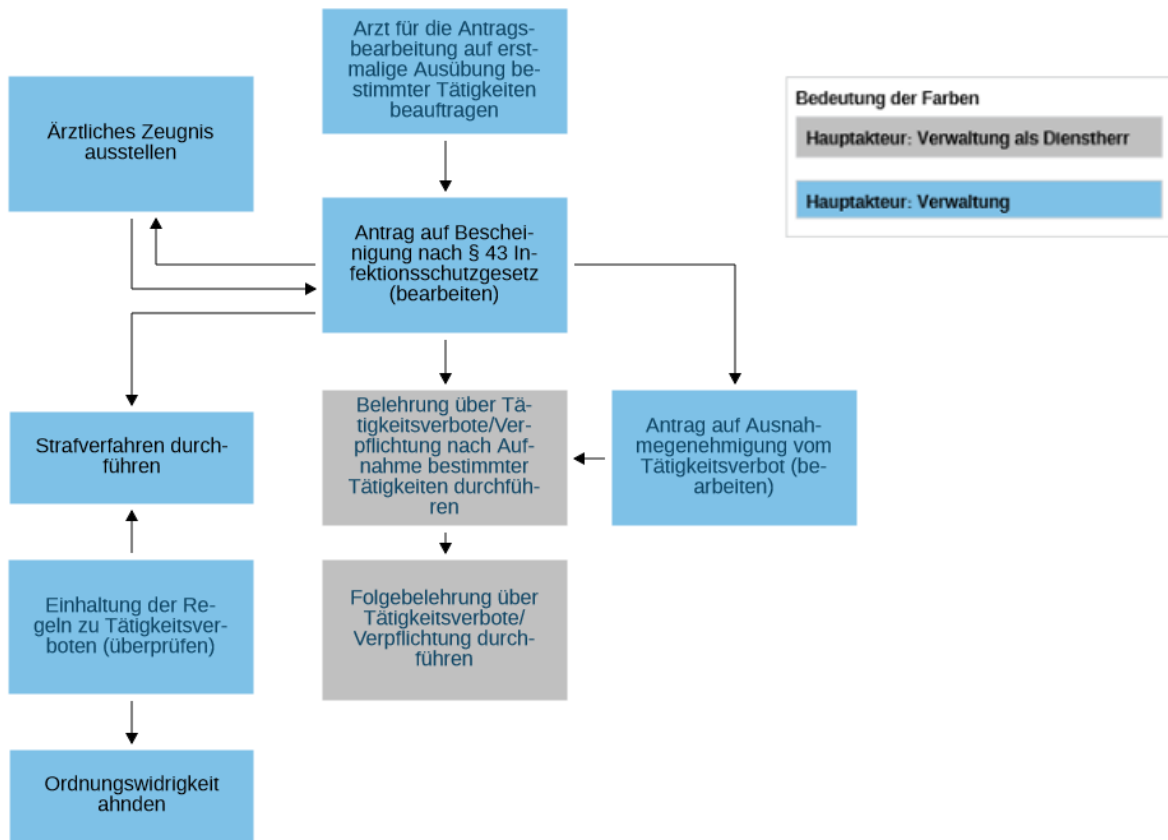 Arzt für die Antrags-
bearbeitung auf erst-
malige Ausübung be-
stimmter Tätigkeiten
beauftragen
Ärztliches Zeugnis
ausstellen
Bedeutung der Farben
Hauptakteur: Verwaltung als Dienstherr
Hauptakteur: Verwaltung
Antrag auf Beschei-
nigung nach § 43 In-
fektionsschutzgesetz
(bearbeiten)
Strafverfahren durch-
führen
Belehrung über Tä-
tigkeitsverbote/Ver-
pflichtung nach Auf-
nahme bestimmter
Tätigkeiten durchfüh-
ren
Antrag auf Ausnah-
megenehmigung vom
Tätigkeitsverbot (be-
arbeiten)
Einhaltung der Re-
geln zu Tätigkeitsver-
boten (überprüfen)
Folgebelehrung über
Tätigkeitsverbote/
Verpflichtung durch-
führen
Ordnungswidrigkeit
ahnden